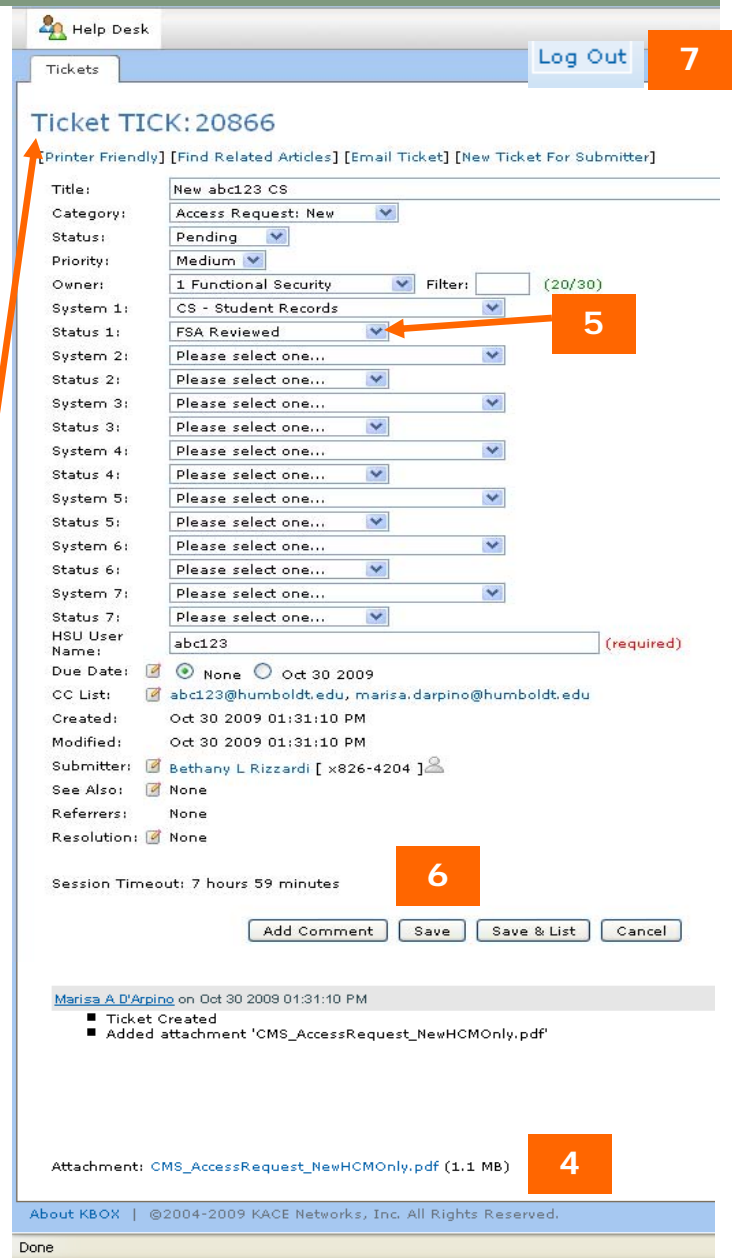 Help Desk
Tickets
Log Out
7
Ticket TICK:20866
[Printer Friendly] [Find Related Articles] [Email Ticket] [New Ticket For Submitter]
Title: New abc123 CS
Category: Access Request: New
Status: Pending
Priority: Medium
Owner: 1 Functional Security Filter: (20/30)
System 1: CS - Student Records
Status 1: FSA Reviewed
5
System 2: Please select one...
Status 2: Please select one...
System 3: Please select one...
Status 3: Please select one...
System 4: Please select one...
Status 4: Please select one...
System 5: Please select one...
Status 5: Please select one...
System 6: Please select one...
Status 6: Please select one...
System 7: Please select one...
Status 7: Please select one...
HSU User
Name: abc123 (required)
Due Date: None Oct 30 2009
CC List: abc123@humboldt.edu, marisa.darpino@humboldt.edu
Created: Oct 30 2009 01:31:10 PM
Modified: Oct 30 2009 01:31:10 PM
Submitter: Bethany L Rizzardi [ x826-4204 ]
See Also: None
Referrers: None
Resolution: None
Session Timeout: 7 hours 59 minutes
6
Add Comment Save Save & List Cancel
Marisa A D'Arpino on Oct 30 2009 01:31:10 PM
■ Ticket Created
■ Added attachment 'CMS_AccessRequest_NewHCMOnly.pdf'
Attachment: CMS_AccessRequest_NewHCMOnly.pdf (1.1 MB)
4
About KBOX | ©2004-2009 KACE Networks, Inc. All Rights Reserved.
Done